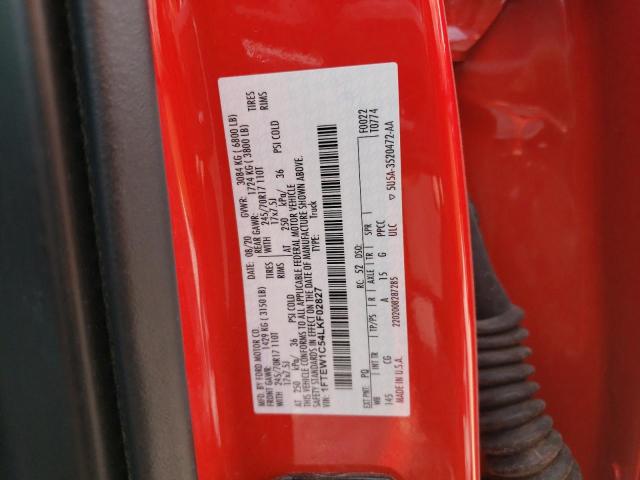 MFD. BY FORD MOTOR CO.
DATE: 08/20 GVWR: 3084 KG ( 6800 LB)
FRONT GAWR: 1429 KG ( 3150 LB) REAR GAWR: 1724 KG ( 3800 LB)
WITH 245/70R17 110T TIRES WITH 245/70R17 110T TIRES
17x7.5J RIMS 17x7.5J RIMS
AT 250 kPa/ 36 PSI COLD AT 250 kPa/ 36 PSI COLD
THIS VEHICLE CONFORMS TO ALL APPLICABLE FEDERAL MOTOR VEHICLE
SAFETY STANDARDS IN EFFECT ON THE DATE OF MANUFACTURE SHOWN ABOVE.
VIN: 1FTEW1C54LKF02827 TYPE: Truck
EXT PNT: PQ RC: 52 DSO: F0022
WB INT TR TP/PS R AXLE TR SPR T0774
145 CG A 15 G PPCC
ULC
MADE IN U.S.A. 2202008287285
5U5A-3520472-AA